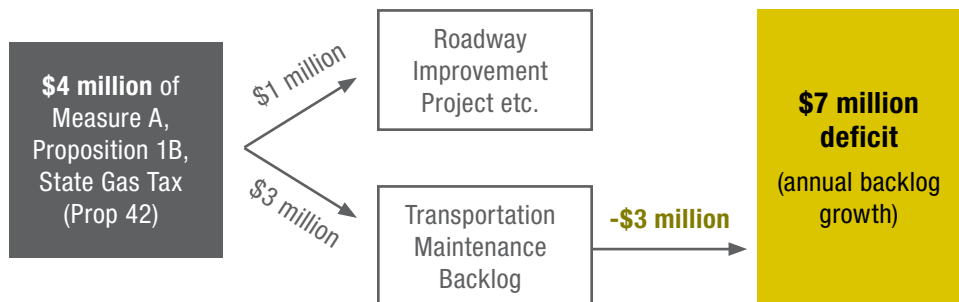 $4 million of
Measure A,
Proposition 1B,
State Gas Tax
(Prop 42)
$1 million
$3 million
Roadway
Improvement
Project etc.
Transportation
Maintenance
Backlog
-$3 million
$7 million
deficit
(annual backlog
growth)